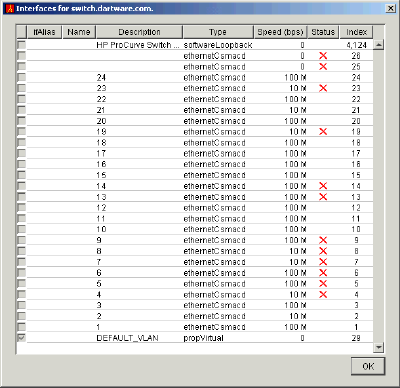 Interfaces for switch.dartware.com.
ifAlias Name Description Type Speed (bps) Status Index
HP ProCurve Switch ... softwareLoopback 0 4,124
ethernetCsmacd 0 26
ethernetCsmacd 0 25
24 ethernetCsmacd 100 M 24
23 ethernetCsmacd 10 M 23
22 ethernetCsmacd 100 M 22
21 ethernetCsmacd 10 M 21
20 ethernetCsmacd 100 M 20
19 ethernetCsmacd 10 M 19
18 ethernetCsmacd 100 M 18
17 ethernetCsmacd 100 M 17
16 ethernetCsmacd 100 M 16
15 ethernetCsmacd 100 M 15
14 ethernetCsmacd 100 M 14
13 ethernetCsmacd 100 M 13
12 ethernetCsmacd 100 M 12
11 ethernetCsmacd 100 M 11
10 ethernetCsmacd 100 M 10
9 ethernetCsmacd 100 M 9
8 ethernetCsmacd 10 M 8
7 ethernetCsmacd 10 M 7
6 ethernetCsmacd 100 M 6
5 ethernetCsmacd 100 M 5
4 ethernetCsmacd 10 M 4
3 ethernetCsmacd 100 M 3
2 ethernetCsmacd 10 M 2
1 ethernetCsmacd 100 M 1
DEFAULT_VLAN propVirtual 0 29
OK